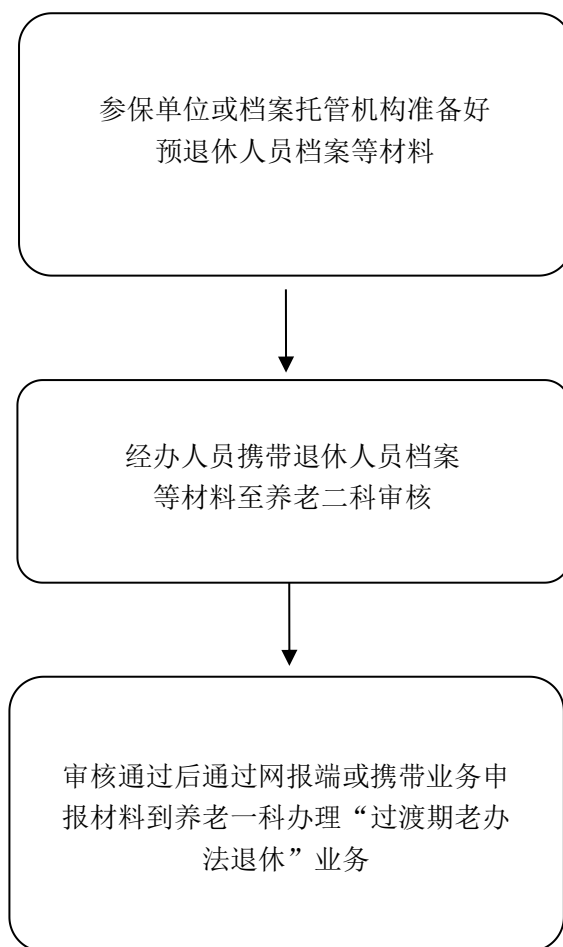 参保单位或档案托管机构准备好
预退休人员档案等材料
经办人员携带退休人员档案
等材料至养老二科审核
审核通过后通过网报端或携带业务申
报材料到养老一科办理“过渡期老办
法退休”业务